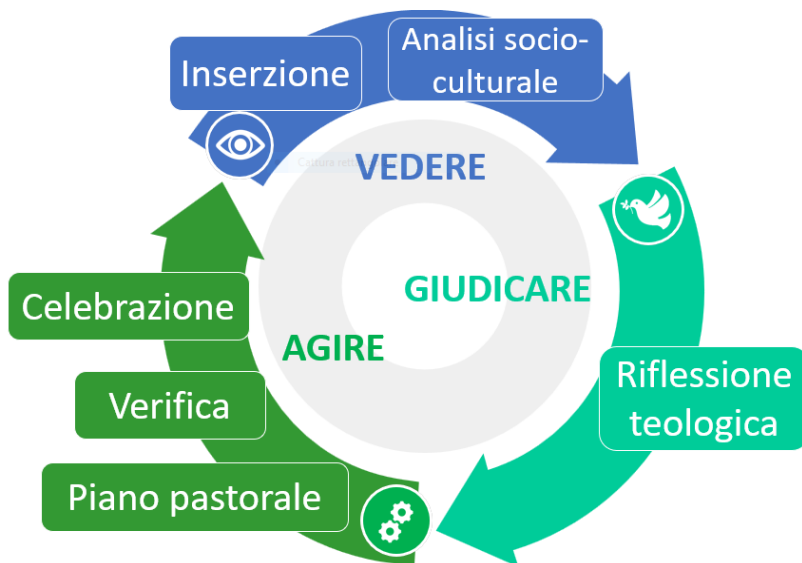 Inserzione
Analisi socio-
culturale
VEDERE
GIUDICARE
Riflessione
teologica
AGIRE
Piano pastorale
Verifica
Celebrazione